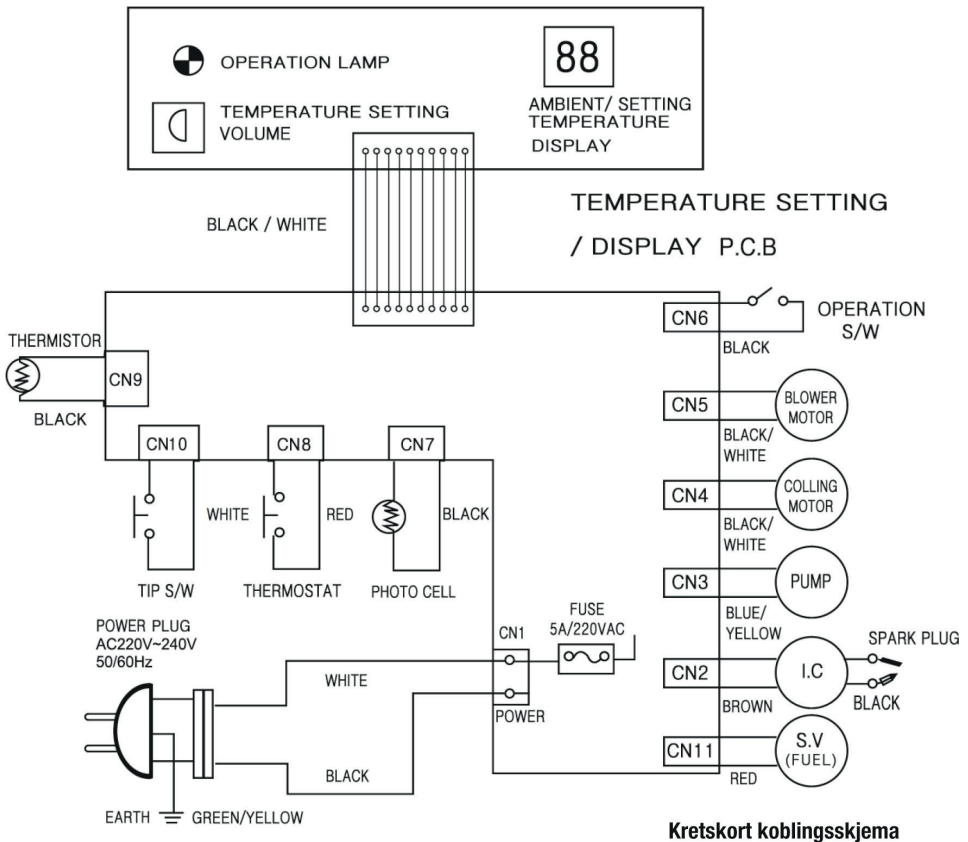 OPERATION LAMP
TEMPERATURE SETTING
VOLUME
88
AMBIENT/ SETTING
TEMPERATURE
DISPLAY
BLACK / WHITE
TEMPERATURE SETTING
/ DISPLAY P.C.B
THERMISTOR
CN9
BLACK
CN10
CN8
CN7
WHITE
RED
BLACK
TIP S/W
THERMOSTAT
PHOTO CELL
CN6
OPERATION
S/W
BLACK
CN5
BLOWER
MOTOR
BLACK/
WHITE
CN4
COLLING
MOTOR
BLACK/
WHITE
CN3
PUMP
BLUE/
YELLOW
CN2
I.C
SPARK PLUG
BROWN
BLACK
CN11
S.V
(FUEL)
RED
POWER PLUG
AC220V~240V
50/60Hz
WHITE
CN1
FUSE
5A/220VAC
POWER
BLACK
EARTH
GREEN/YELLOW
Kretskort koblingsskjema